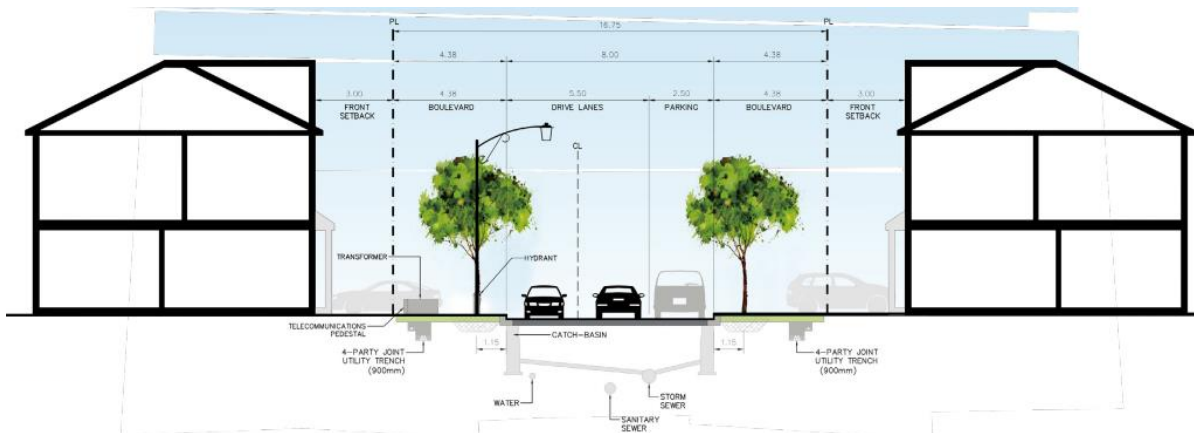 PL
PL
16.75
4.38
8.00
4.38
3.00
4.38
5.50
2.50
4.38
3.00
FRONT
SETBACK
BOULEVARD
DRIVE LANES
PARKING
BOULEVARD
FRONT
SETBACK
CL
TRANSFORMER
HYDRANT
TELECOMMUNICATIONS
PEDESTAL
CATCH-BASIN
1.15
1.15
4-PARTY JOINT
UTILITY TRENCH
(900mm)
4-PARTY JOINT
UTILITY TRENCH
(900mm)
WATER
STORM
SEWER
SANITARY
SEWER